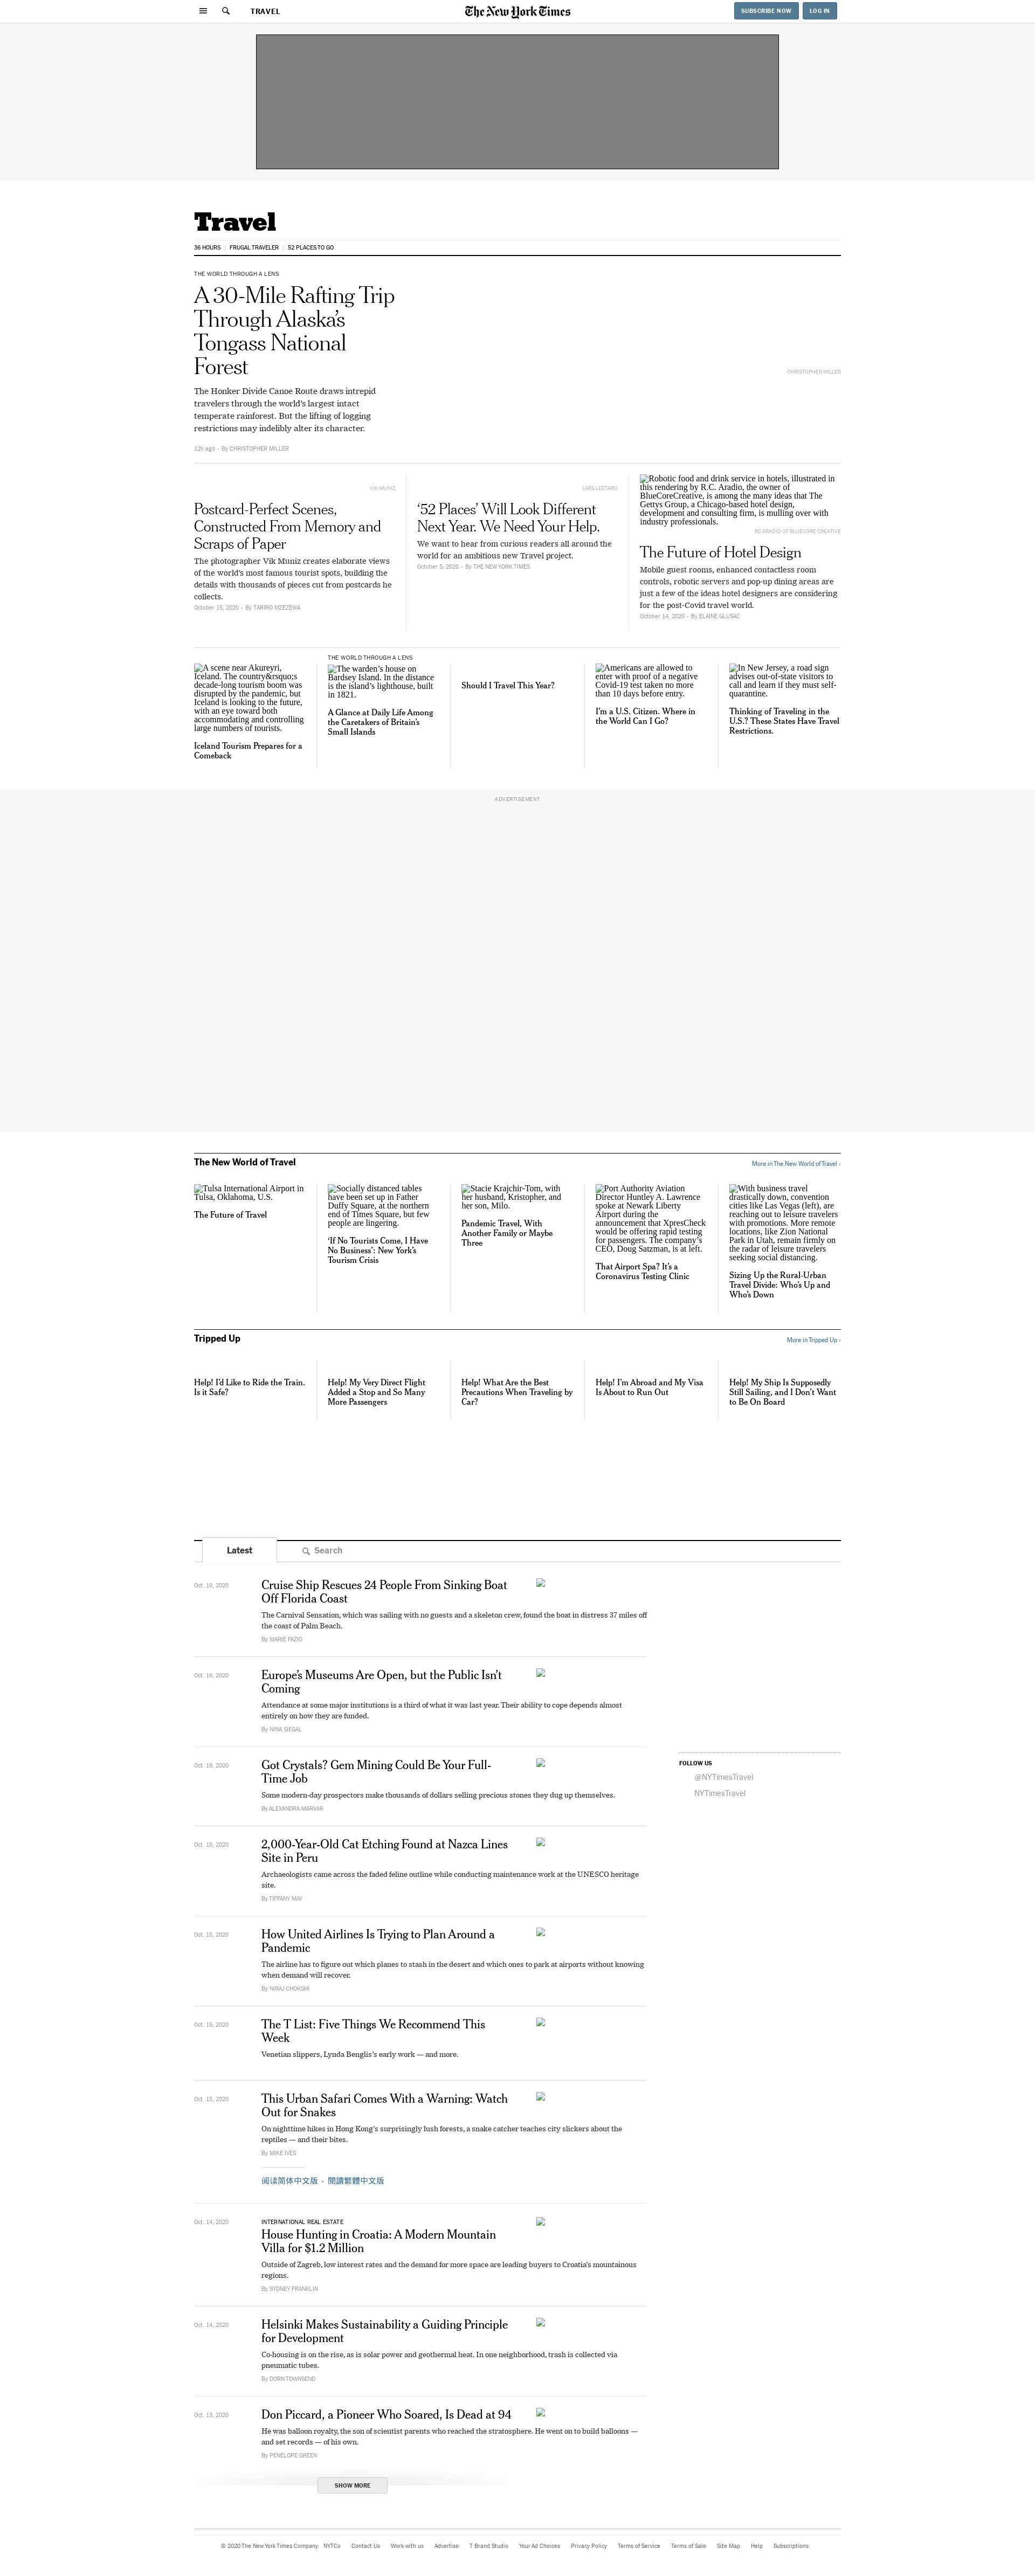 TRAVEL
The New York Times
SUBSCRIBE NOW
LOG IN
Travel
36 HOURS
FRUGAL TRAVELER
52 PLACES TO GO
THE WORLD THROUGH A LENS
A 30-Mile Rafting Trip
Through Alaska’s
Tongass National
Forest
CHRISTOPHER MILLER
The Honker Divide Canoe Route draws intrepid
travelers through the world’s largest intact
temperate rainforest. But the lifting of logging
restrictions may indelibly alter its character.
12h ago • By CHRISTOPHER MILLER
VIK MUNIZ
Postcard-Perfect Scenes,
Constructed From Memory and
Scraps of Paper
The photographer Vik Muniz creates elaborate views
of the world’s most famous tourist spots, building the
details with thousands of pieces cut from postcards he
collects.
October 15, 2020 • By TARIRO MZEZEWA
LARS LEETARU
‘52 Places’ Will Look Different
Next Year. We Need Your Help.
We want to hear from curious readers all around the
world for an ambitious new Travel project.
October 5, 2020 • By THE NEW YORK TIMES
Robotic food and drink service in hotels, illustrated in
this rendering by R.C. Aradio, the owner of
BlueCoreCreative, is among the many ideas that The
Gettys Group, a Chicago-based hotel design,
development and consulting firm, is mulling over with
industry professionals.
RC ARADIO OF BLUECORE CREATIVE
The Future of Hotel Design
Mobile guest rooms, enhanced contactless room
controls, robotic servers and pop-up dining areas are
just a few of the ideas hotel designers are considering
for the post-Covid travel world.
October 14, 2020 • By ELAINE GLUSAC
A scene near Akureyri,
Iceland. The country&rsquo;s
decade-long tourism boom was
disrupted by the pandemic, but
Iceland is looking to the future,
with an eye toward both
accommodating and controlling
large numbers of tourists.
Iceland Tourism Prepares for a
Comeback
THE WORLD THROUGH A LENS
The warden’s house on
Bardsey Island. In the distance
is the island’s lighthouse, built
in 1821.
A Glance at Daily Life Among
the Caretakers of Britain’s
Small Islands
Should I Travel This Year?
Americans are allowed to
enter with proof of a negative
Covid-19 test taken no more
than 10 days before entry.
I’m a U.S. Citizen. Where in
the World Can I Go?
In New Jersey, a road sign
advises out-of-state visitors to
call and learn if they must self-
quarantine.
Thinking of Traveling in the
U.S.? These States Have Travel
Restrictions.
ADVERTISEMENT
The New World of Travel
More in The New World of Travel ›
Tulsa International Airport in
Tulsa, Oklahoma, U.S.
The Future of Travel
Socially distanced tables
have been set up in Father
Duffy Square, at the northern
end of Times Square, but few
people are lingering.
‘If No Tourists Come, I Have
No Business’: New York’s
Tourism Crisis
Stacie Krajchir-Tom, with
her husband, Kristopher, and
her son, Milo.
Pandemic Travel, With
Another Family or Maybe
Three
Port Authority Aviation
Director Huntley A. Lawrence
spoke at Newark Liberty
Airport during the
announcement that XpresCheck
would be offering rapid testing
for passengers. The company’s
CEO, Doug Satzman, is at left.
That Airport Spa? It’s a
Coronavirus Testing Clinic
With business travel
drastically down, convention
cities like Las Vegas (left), are
reaching out to leisure travelers
with promotions. More remote
locations, like Zion National
Park in Utah, remain firmly on
the radar of leisure travelers
seeking social distancing.
Sizing Up the Rural-Urban
Travel Divide: Who’s Up and
Who’s Down
Tripped Up
More in Tripped Up ›
Help! I’d Like to Ride the Train.
Is it Safe?
Help! My Very Direct Flight
Added a Stop and So Many
More Passengers
Help! What Are the Best
Precautions When Traveling by
Car?
Help! I’m Abroad and My Visa
Is About to Run Out
Help! My Ship Is Supposedly
Still Sailing, and I Don’t Want
to Be On Board
Latest
Search
Oct. 19, 2020
Cruise Ship Rescues 24 People From Sinking Boat
Off Florida Coast
The Carnival Sensation, which was sailing with no guests and a skeleton crew, found the boat in distress 37 miles off
the coast of Palm Beach.
By MARIE FAZIO
Oct. 19, 2020
Europe’s Museums Are Open, but the Public Isn’t
Coming
Attendance at some major institutions is a third of what it was last year. Their ability to cope depends almost
entirely on how they are funded.
By NINA SIEGAL
Oct. 19, 2020
Got Crystals? Gem Mining Could Be Your Full-
Time Job
Some modern-day prospectors make thousands of dollars selling precious stones they dug up themselves.
By ALEXANDRA MARVAR
Oct. 19, 2020
2,000-Year-Old Cat Etching Found at Nazca Lines
Site in Peru
Archaeologists came across the faded feline outline while conducting maintenance work at the UNESCO heritage
site.
By TIFFANY MAY
Oct. 15, 2020
How United Airlines Is Trying to Plan Around a
Pandemic
The airline has to figure out which planes to stash in the desert and which ones to park at airports without knowing
when demand will recover.
By NIRAJ CHOKSHI
Oct. 15, 2020
The T List: Five Things We Recommend This
Week
Venetian slippers, Lynda Benglis’s early work — and more.
Oct. 15, 2020
This Urban Safari Comes With a Warning: Watch
Out for Snakes
On nighttime hikes in Hong Kong’s surprisingly lush forests, a snake catcher teaches city slickers about the
reptiles — and their bites.
By MIKE IVES
阅读简体中文版 • 閱讀繁體中文版
Oct. 14, 2020
INTERNATIONAL REAL ESTATE
House Hunting in Croatia: A Modern Mountain
Villa for $1.2 Million
Outside of Zagreb, low interest rates and the demand for more space are leading buyers to Croatia’s mountainous
regions.
By SYDNEY FRANKLIN
Oct. 14, 2020
Helsinki Makes Sustainability a Guiding Principle
for Development
Co-housing is on the rise, as is solar power and geothermal heat. In one neighborhood, trash is collected via
pneumatic tubes.
By DORN TOWNSEND
Oct. 13, 2020
Don Piccard, a Pioneer Who Soared, Is Dead at 94
He was balloon royalty, the son of scientist parents who reached the stratosphere. He went on to build balloons —
and set records — of his own.
By PENELOPE GREEN
SHOW MORE
FOLLOW US
@NYTimesTravel
NYTimesTravel
© 2020 The New York Times Company NYTCo Contact Us Work with us Advertise T Brand Studio Your Ad Choices Privacy Policy Terms of Service Terms of Sale Site Map Help Subscriptions